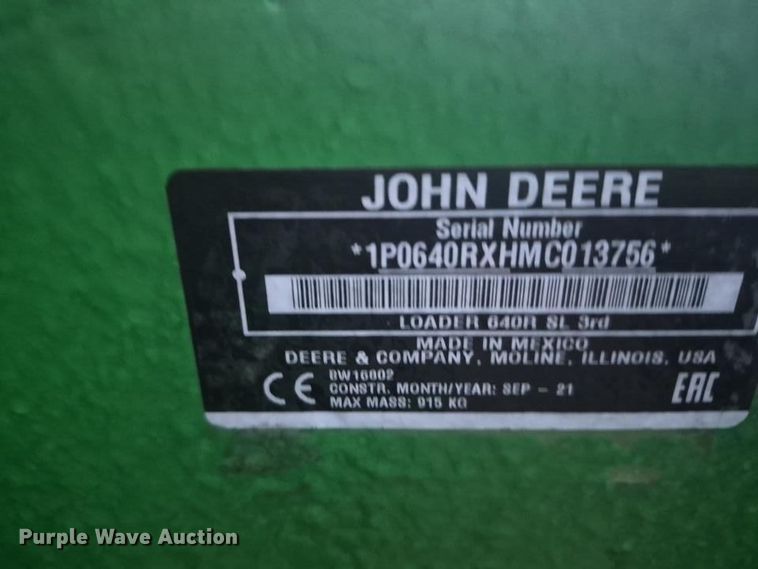 JOHN DEERE
Serial Number
*1P0640RXHMC013756*
LOADER 640R SL 3rd
MADE IN MEXICO
DEERE & COMPANY, MOLINE, ILLINOIS, USA
CE
BW16602
CONSTR. MONTH/YEAR: SEP - 21
MAX MASS: 915 KG
EAC
Purple Wave Auction